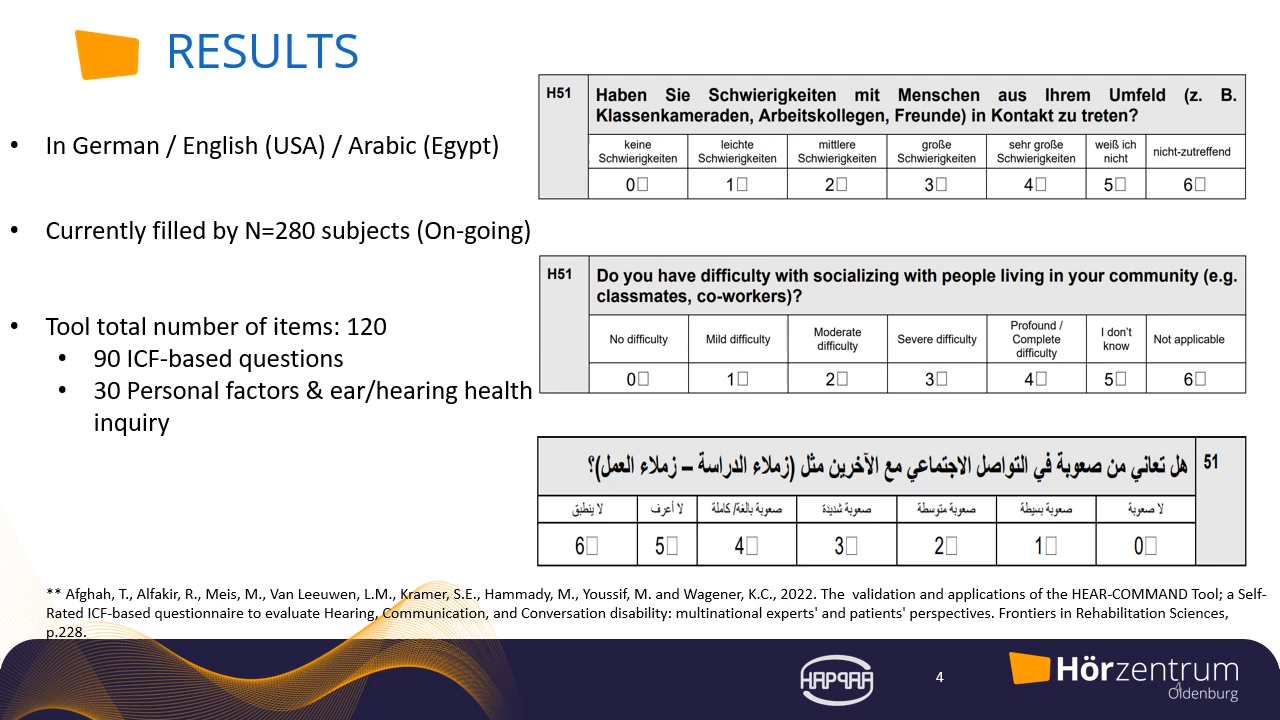 RESULTS
• In German / English (USA) / Arabic (Egypt)
• Currently filled by N=280 subjects (On-going)
• Tool total number of items: 120
• 90 ICF-based questions
• 30 Personal factors & ear/hearing health
inquiry
H51
Haben Sie Schwierigkeiten mit Menschen aus Ihrem Umfeld (z. B.
Klassenkameraden, Arbeitskollegen, Freunde) in Kontakt zu treten?
keine Schwierigkeiten
leichte Schwierigkeiten
mittlere Schwierigkeiten
große Schwierigkeiten
sehr große Schwierigkeiten
weiß ich nicht
nicht-zutreffend
0□ 1□ 2□ 3□ 4□ 5□ 6□
H51
Do you have difficulty with socializing with people living in your community (e.g.
classmates, co-workers)?
No difficulty
Mild difficulty
Moderate difficulty
Severe difficulty
Profound / Complete difficulty
I don't know
Not applicable
0□ 1□ 2□ 3□ 4□ 5□ 6□
51
هل تعاني من صعوبة في التواصل الاجتماعي مع الآخرين مثل (زملاء الدراسة – زملاء العمل)؟
لا صعوبة
صعوبة بسيطة
صعوبة متوسطة
صعوبة شديدة
صعوبة بالغة/ كاملة
لا أعرف
لا ينطبق
6□ 5□ 4□ 3□ 2□ 1□ 0□
** Afghah, T., Alfakir, R., Meis, M., Van Leeuwen, L.M., Kramer, S.E., Hammady, M., Youssif, M. and Wagener, K.C., 2022. The validation and applications of the HEAR-COMMAND Tool; a Self-
Rated ICF-based questionnaire to evaluate Hearing, Communication, and Conversation disability: multinational experts' and patients' perspectives. Frontiers in Rehabilitation Sciences,
p.228.
4
Hörzentrum
Oldenburg
4